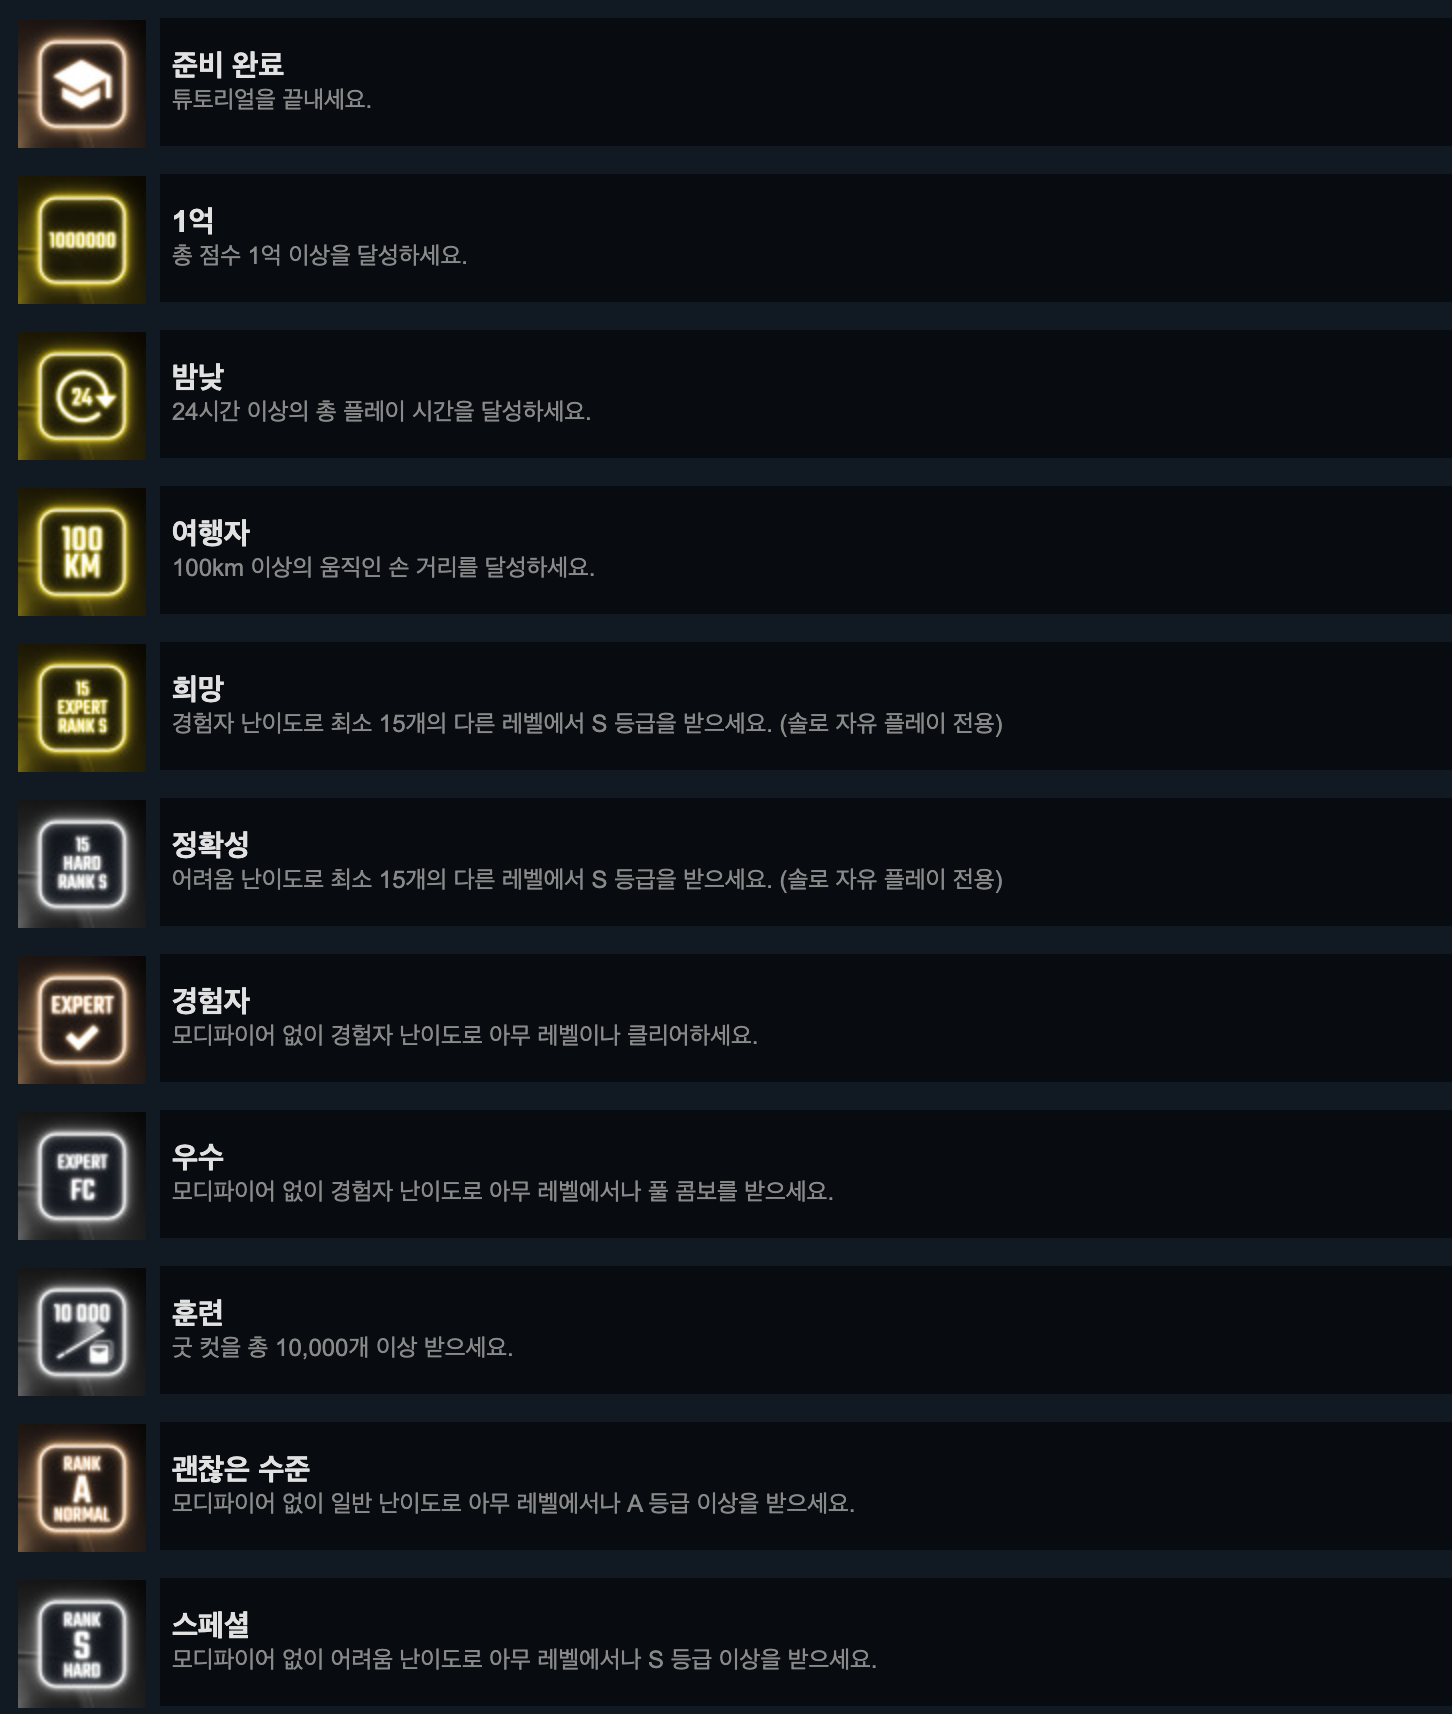 준비 완료
튜토리얼을 끝내세요.
1000000
1억
총 점수 1억 이상을 달성하세요.
24
밤낮
24시간 이상의 총 플레이 시간을 달성하세요.
100
KM
여행자
100km 이상의 움직인 손 거리를 달성하세요.
15
EXPERT
RANK S
희망
경험자 난이도로 최소 15개의 다른 레벨에서 S 등급을 받으세요. (솔로 자유 플레이 전용)
15
HARD
RANK S
정확성
어려움 난이도로 최소 15개의 다른 레벨에서 S 등급을 받으세요. (솔로 자유 플레이 전용)
EXPERT
경험자
모디파이어 없이 경험자 난이도로 아무 레벨이나 클리어하세요.
EXPERT
FC
우수
모디파이어 없이 경험자 난이도로 아무 레벨에서나 풀 콤보를 받으세요.
10 000
훈련
굿 컷을 총 10,000개 이상 받으세요.
RANK
A
NORMAL
괜찮은 수준
모디파이어 없이 일반 난이도로 아무 레벨에서나 A 등급 이상을 받으세요.
RANK
S
HARD
스페셜
모디파이어 없이 어려움 난이도로 아무 레벨에서나 S 등급 이상을 받으세요.